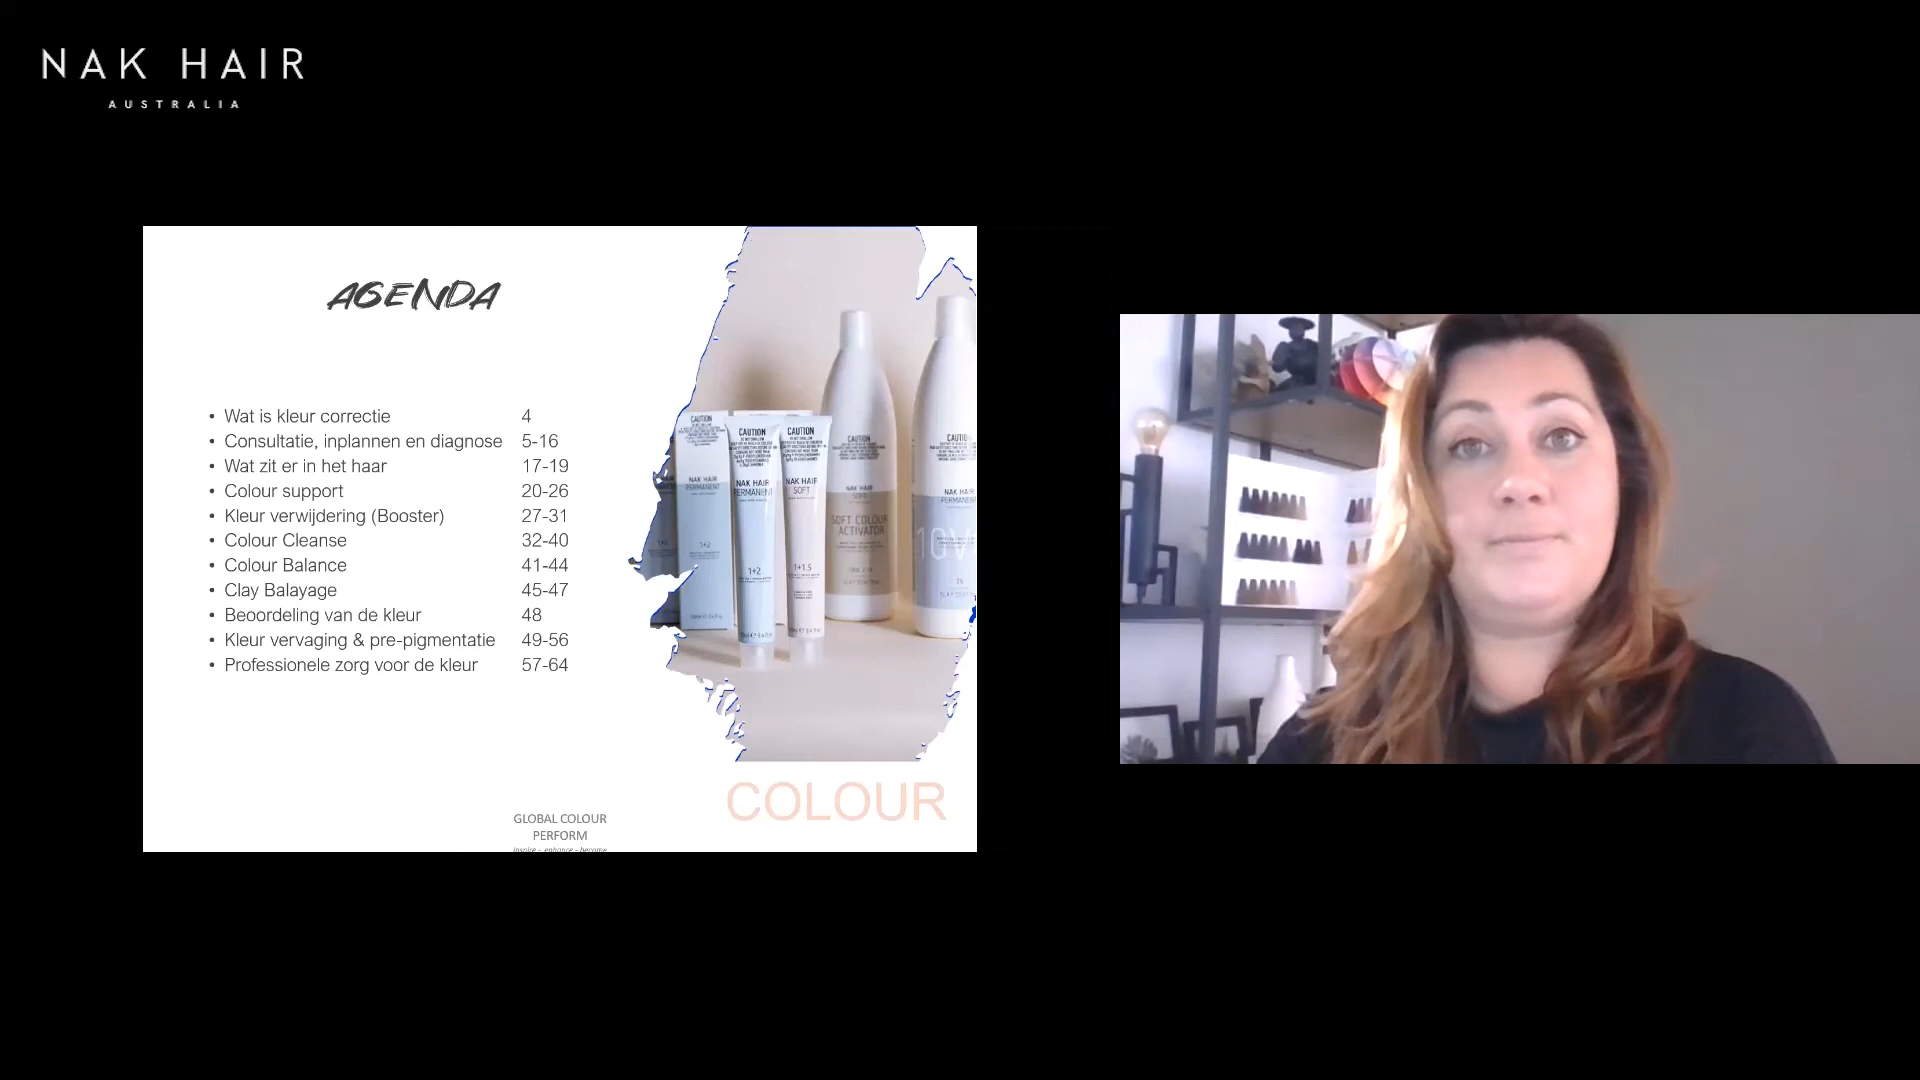 NAK HAIR
AUSTRALIA
AGENDA
• Wat is kleur correctie 4
• Consultatie, inplannen en diagnose 5-16
• Wat zit er in het haar 17-19
• Colour support 20-26
• Kleur verwijdering (Booster) 27-31
• Colour Cleanse 32-40
• Colour Balance 41-44
• Clay Balayage 45-47
• Beoordeling van de kleur 48
• Kleur vervaging & pre-pigmentatie 49-56
• Professionele zorg voor de kleur 57-64
CAUTION
NAK HAIR
PERMANENT
1+2
CAUTION
NAK HAIR
PERMANENT
1+2
CAUTION
NAK HAIR
SOFT
1+1.5
CAUTION
NAK HAIR
SOFT
SOFT COLOUR
ACTIVATOR
CAUTION
NAK HAIR
PERMANENT
10V
COLOUR
GLOBAL COLOUR
PERFORM
inspire - enhance - become